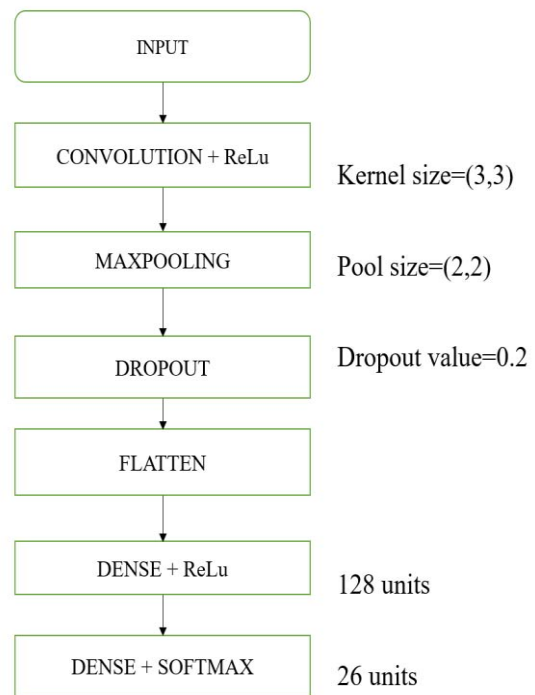 INPUT
CONVOLUTION + ReLu
Kernel size=(3,3)
MAXPOOLING
Pool size=(2,2)
DROPOUT
Dropout value=0.2
FLATTEN
DENSE + ReLu
128 units
DENSE + SOFTMAX
26 units